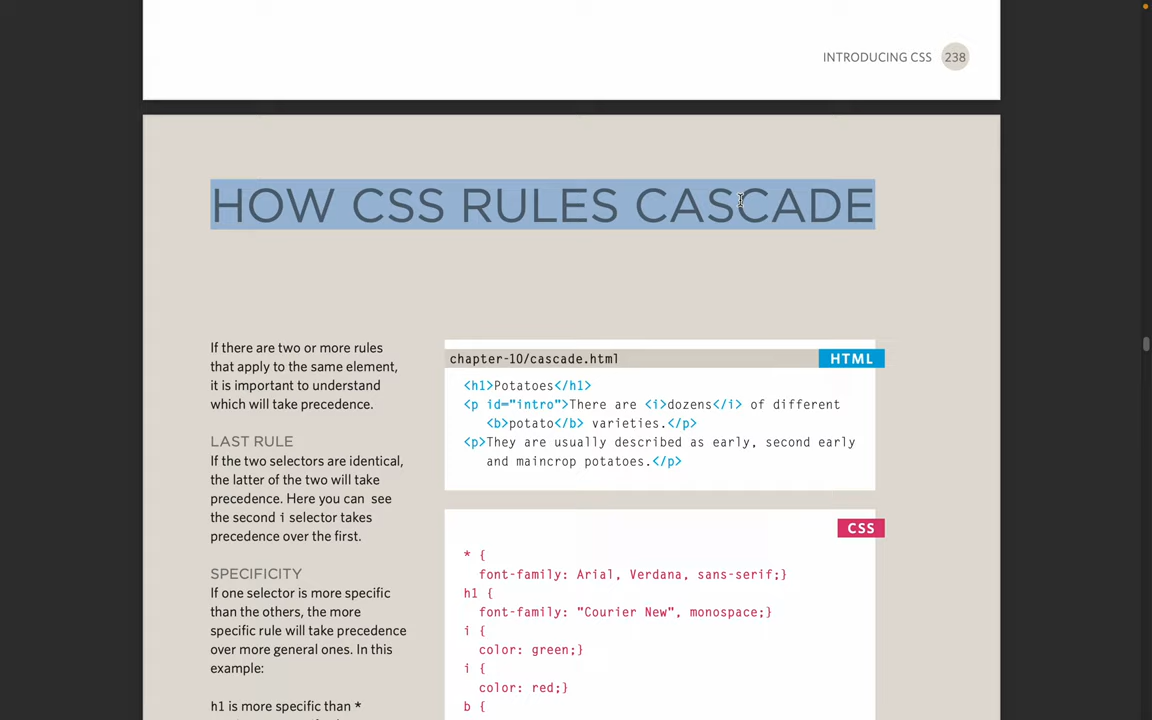 INTRODUCING CSS 238
HOW CSS RULES CASCADE
If there are two or more rules
that apply to the same element,
it is important to understand
which will take precedence.
LAST RULE
If the two selectors are identical,
the latter of the two will take
precedence. Here you can see
the second i selector takes
precedence over the first.
SPECIFICITY
If one selector is more specific
than the others, the more
specific rule will take precedence
over more general ones. In this
example:
h1 is more specific than *
chapter-10/cascade.html HTML
<h1>Potatoes</h1>
<p id="intro">There are <i>dozens</i> of different
<b>potato</b> varieties.</p>
<p>They are usually described as early, second early
and maincrop potatoes.</p>
CSS
* {
font-family: Arial, Verdana, sans-serif;}
h1 {
font-family: "Courier New", monospace;}
i {
color: green;}
i {
color: red;}
b {